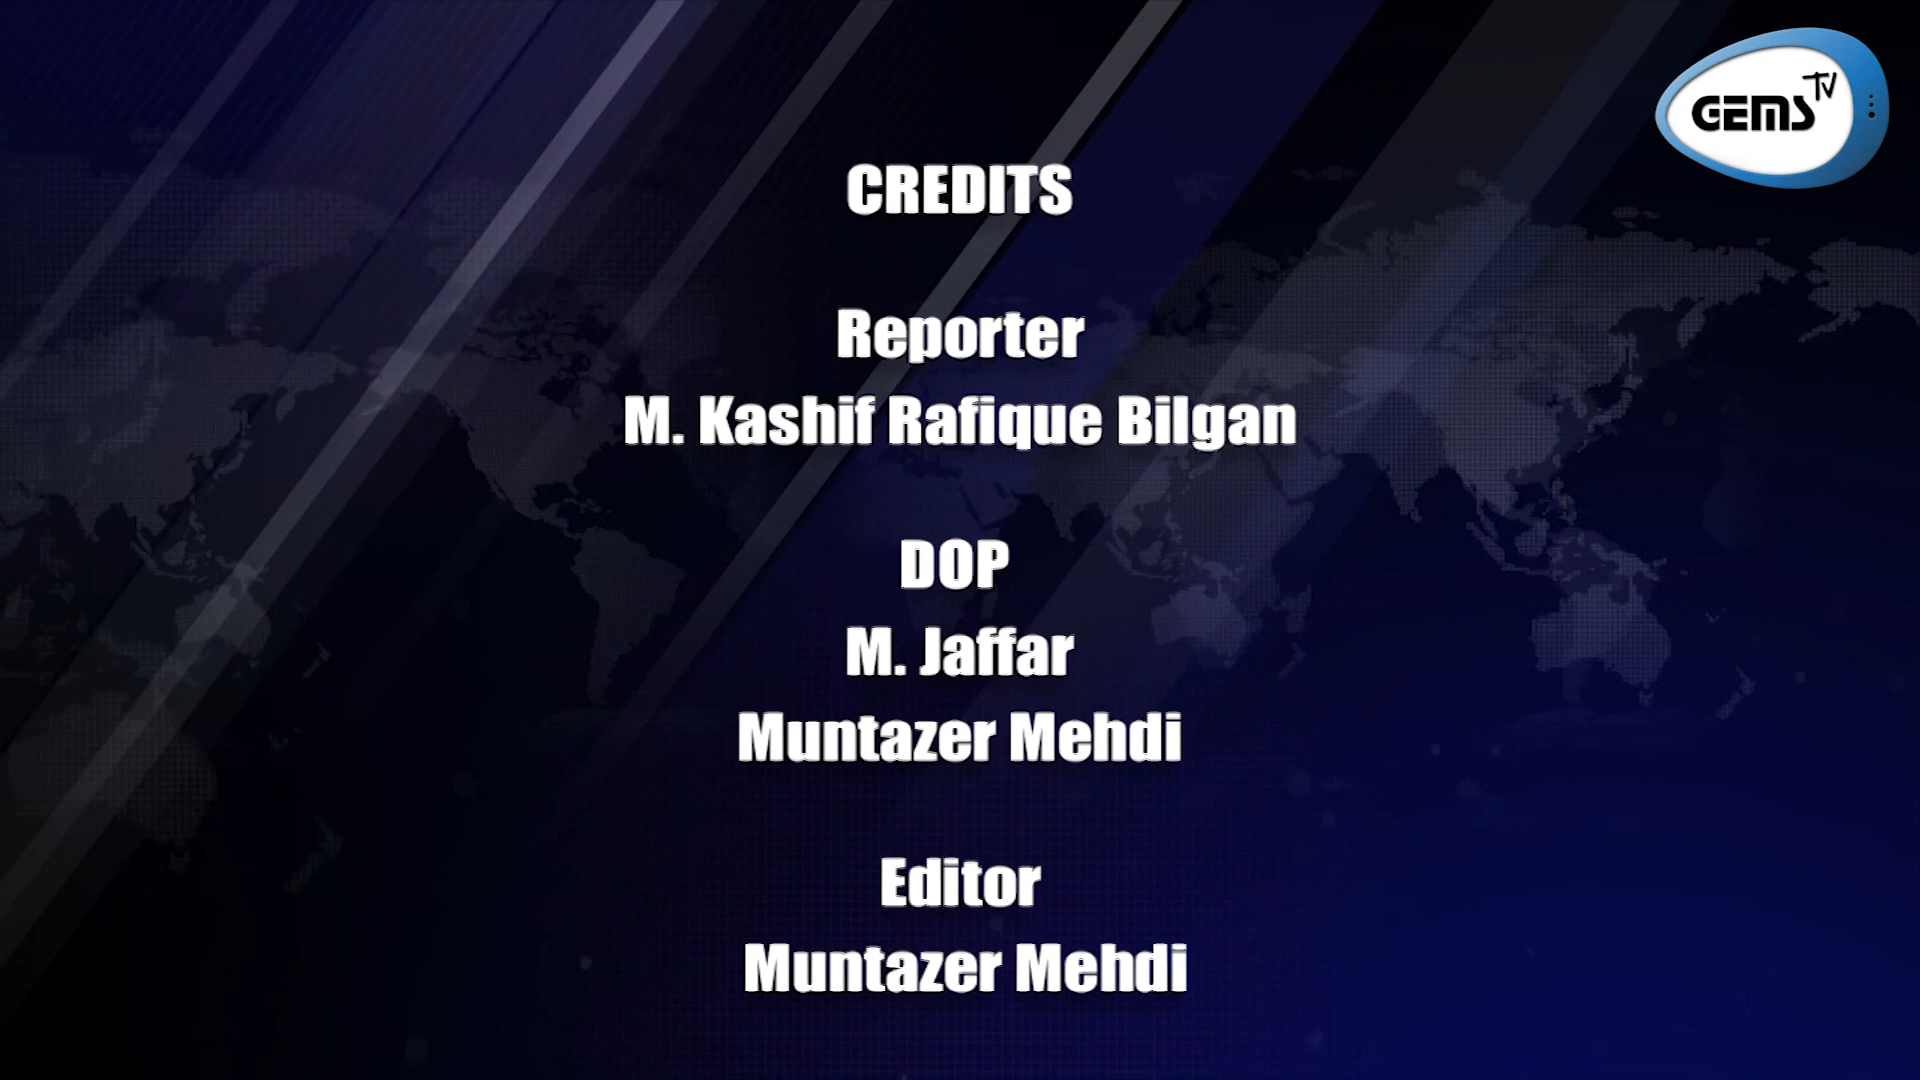 GEMS TV
CREDITS
Reporter
M. Kashif Rafique Bilgan
DOP
M. Jaffar
Muntazer Mehdi
Editor
Muntazer Mehdi